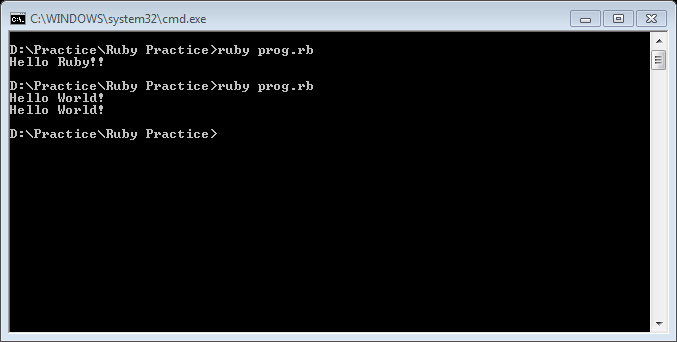 C:\WINDOWS\system32\cmd.exe
D:\Practice\Ruby Practice>ruby prog.rb
Hello Ruby!!
D:\Practice\Ruby Practice>ruby prog.rb
Hello World!
Hello World!
D:\Practice\Ruby Practice>